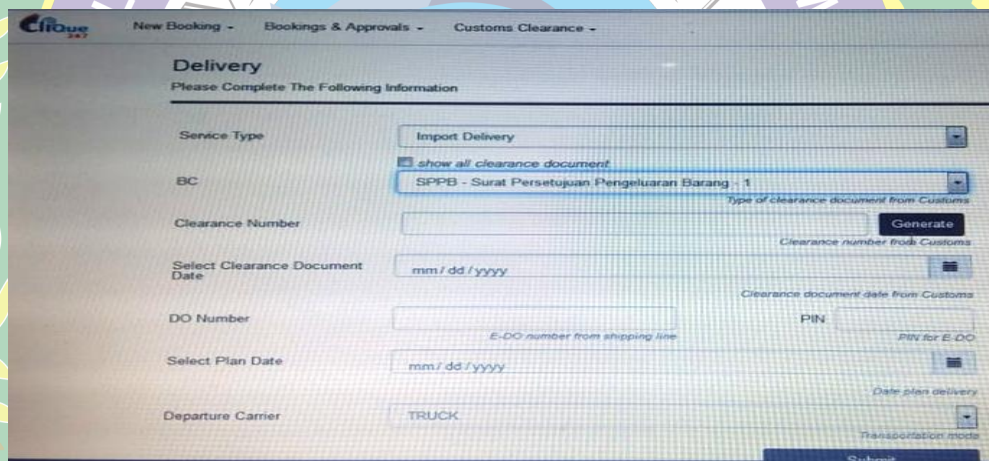 CliQue
247
New Booking -
Bookings & Approvals -
Customs Clearance -
Delivery
Please Complete The Following Information
Service Type
Import Delivery
show all clearance document
BC
SPPB - Surat Persetujuan Pengeluaran Barang - 1
Type of clearance document from Customs
Clearance Number
Generate
Clearance number from Customs
Select Clearance Document
Date
mm / dd / yyyy
Clearance document date from Customs
DO Number
PIN
E-DO number from shipping line
PIN for E-DO
Select Plan Date
mm / dd / yyyy
Date plan delivery
Departure Carrier
TRUCK
Transportation mode
Submit